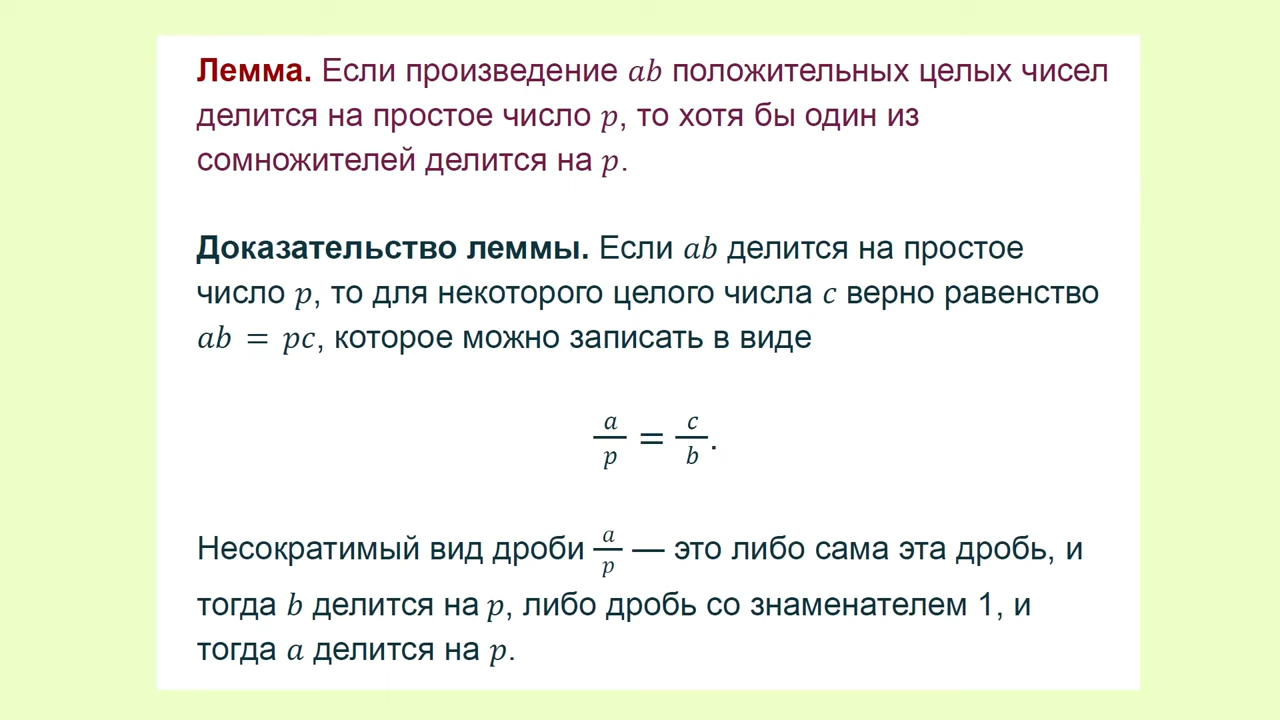 Лемма. Если произведение ab положительных целых чисел
делится на простое число p, то хотя бы один из
сомножителей делится на p.
Доказательство леммы. Если ab делится на простое
число p, то для некоторого целого числа c верно равенство
ab = pc, которое можно записать в виде
a/p = c/b.
Несократимый вид дроби a/p — это либо сама эта дробь, и
тогда b делится на p, либо дробь со знаменателем 1, и
тогда a делится на p.